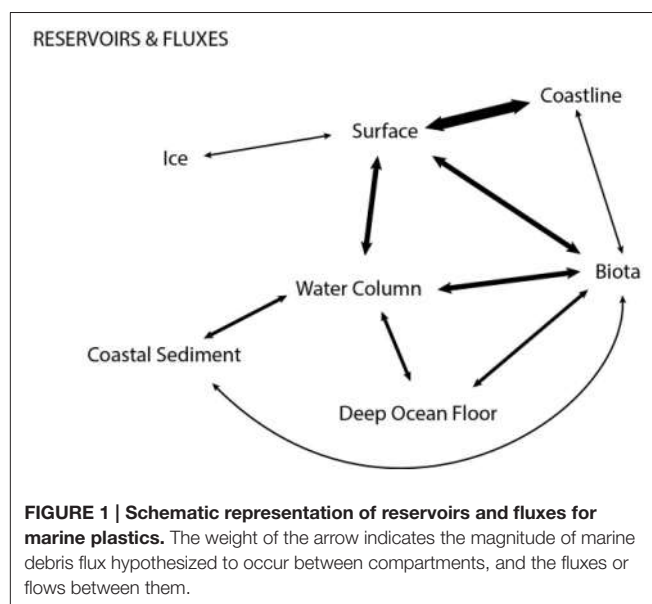 RESERVOIRS & FLUXES
Coastline
Surface
Ice
Biota
Water Column
Coastal Sediment
Deep Ocean Floor
FIGURE 1 | Schematic representation of reservoirs and fluxes for
marine plastics. The weight of the arrow indicates the magnitude of marine
debris flux hypothesized to occur between compartments, and the fluxes or
flows between them.